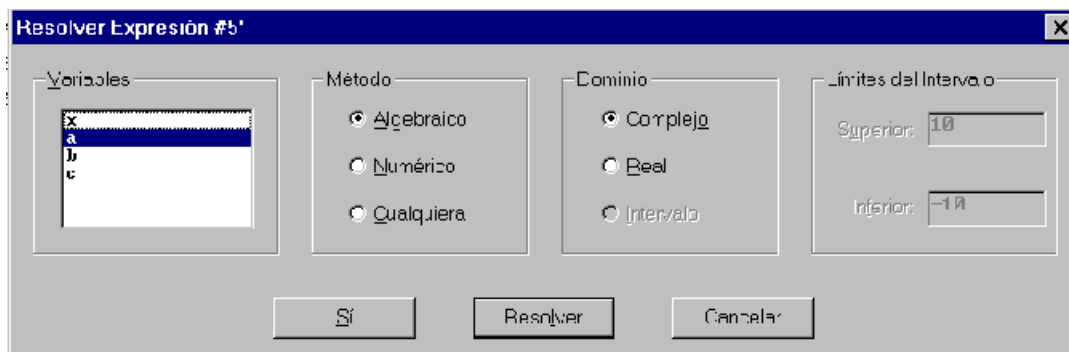 Resolver Expresión #5'
Variables
x
a
b
c
Método
Algebraico
Numérico
Cualquiera
Dominio
Complejo
Real
Intervalo
Límites del Intervalo
Superior: 10
Inferior: -10
Sí
Resolver
Cancelar